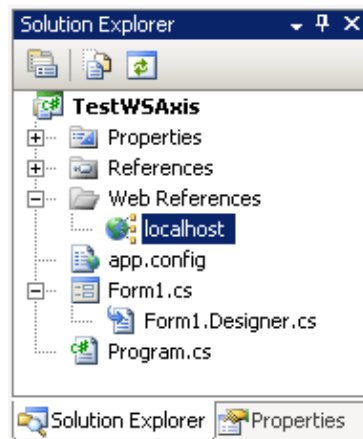 Solution Explorer
TestWSAxis
Properties
References
Web References
localhost
app.config
Form1.cs
Form1.Designer.cs
Program.cs
Solution Explorer Properties